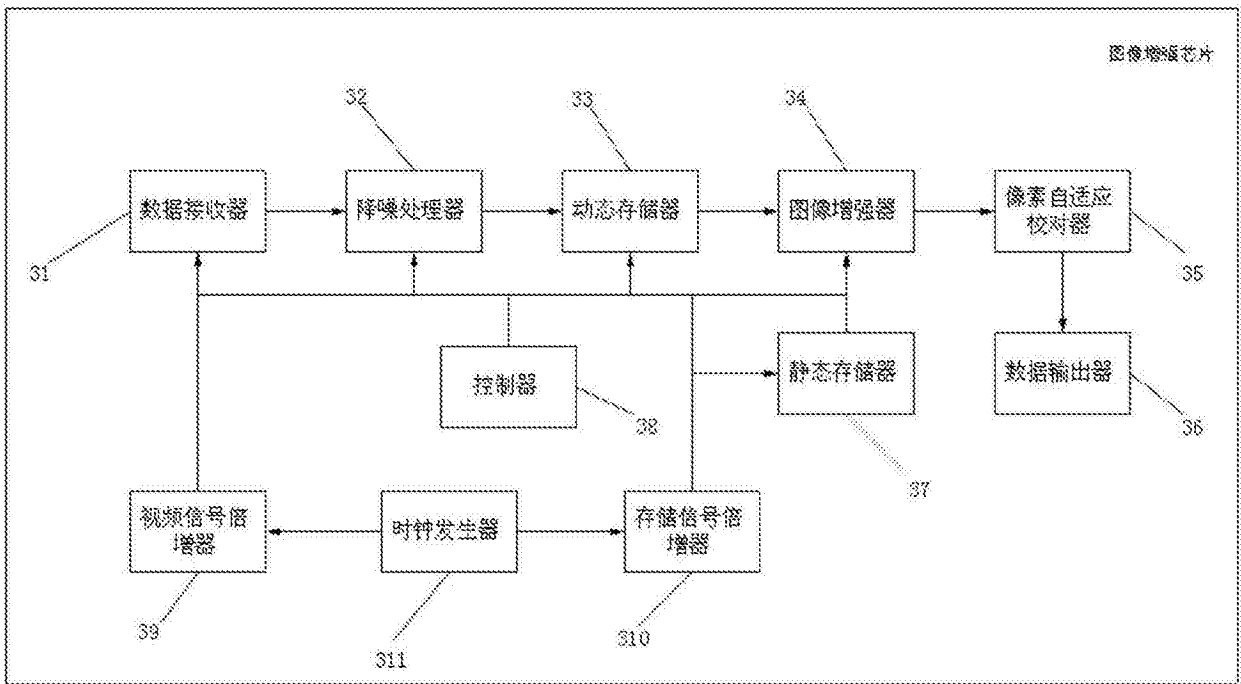 图像增强芯片
32
33
34
数据接收器
降噪处理器
动态存储器
图像增强器
像素自适应
校对器
31
35
控制器
静态存储器
数据输出器
38
36
37
视频信号倍
增器
时钟发生器
存储信号倍
增器
39
311
310